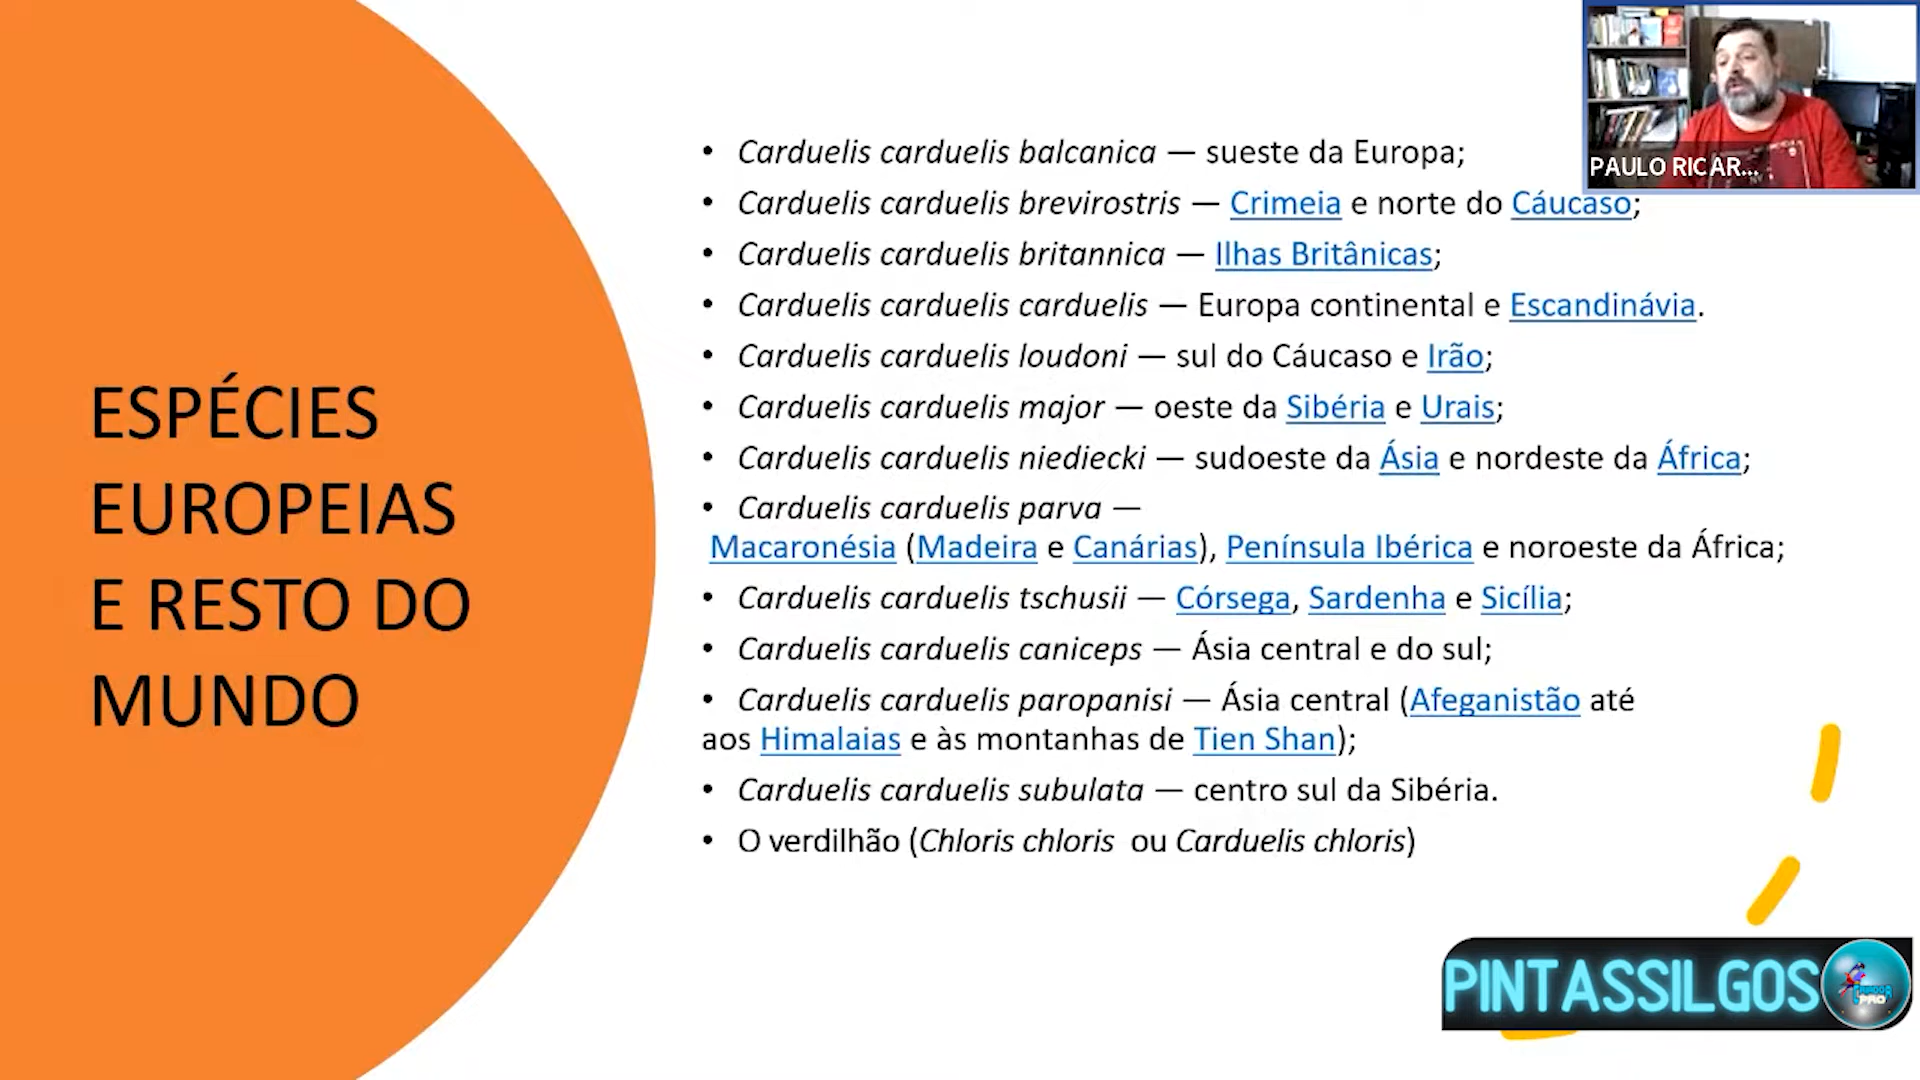 ESPÉCIES
EUROPEIAS
E RESTO DO
MUNDO
• Carduelis carduelis balcanica — sueste da Europa;
• Carduelis carduelis brevirostris — Crimeia e norte do Cáucaso;
• Carduelis carduelis britannica — Ilhas Britânicas;
• Carduelis carduelis carduelis — Europa continental e Escandinávia.
• Carduelis carduelis loudoni — sul do Cáucaso e Irão;
• Carduelis carduelis major — oeste da Sibéria e Urais;
• Carduelis carduelis niediecki — sudoeste da Ásia e nordeste da África;
• Carduelis carduelis parva —
Macaronésia (Madeira e Canárias), Península Ibérica e noroeste da África;
• Carduelis carduelis tschusii — Córsega, Sardenha e Sicília;
• Carduelis carduelis caniceps — Ásia central e do sul;
• Carduelis carduelis paropanisi — Ásia central (Afeganistão até
aos Himalaias e às montanhas de Tien Shan);
• Carduelis carduelis subulata — centro sul da Sibéria.
• O verdilhão (Chloris chloris ou Carduelis chloris)
PAULO RICAR...
PINTASSILGOS
CRIADOR
PRO